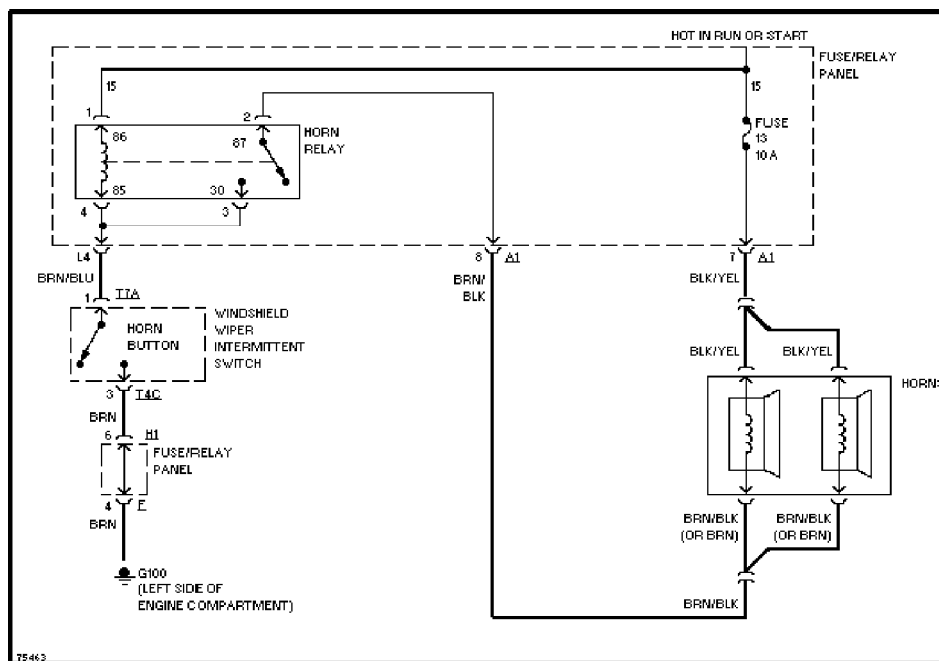 HOT IN RUN OR START
FUSE/RELAY
PANEL
15
15
1
2
HORN
RELAY
86
87
FUSE
13
10 A
85
30
4
3
L4
8 A1
7 A1
BRN/BLU
BRN/
BLK
BLK/YEL
1 T7A
WINDSHIELD
WIPER
INTERMITTENT
SWITCH
HORN
BUTTON
BLK/YEL
BLK/YEL
3 T4C
HORN
BRN
6 H1
FUSE/RELAY
PANEL
4 F
BRN
BRN/BLK
(OR BRN)
BRN/BLK
(OR BRN)
G100
(LEFT SIDE OF
ENGINE COMPARTMENT)
BRN/BLK
75463